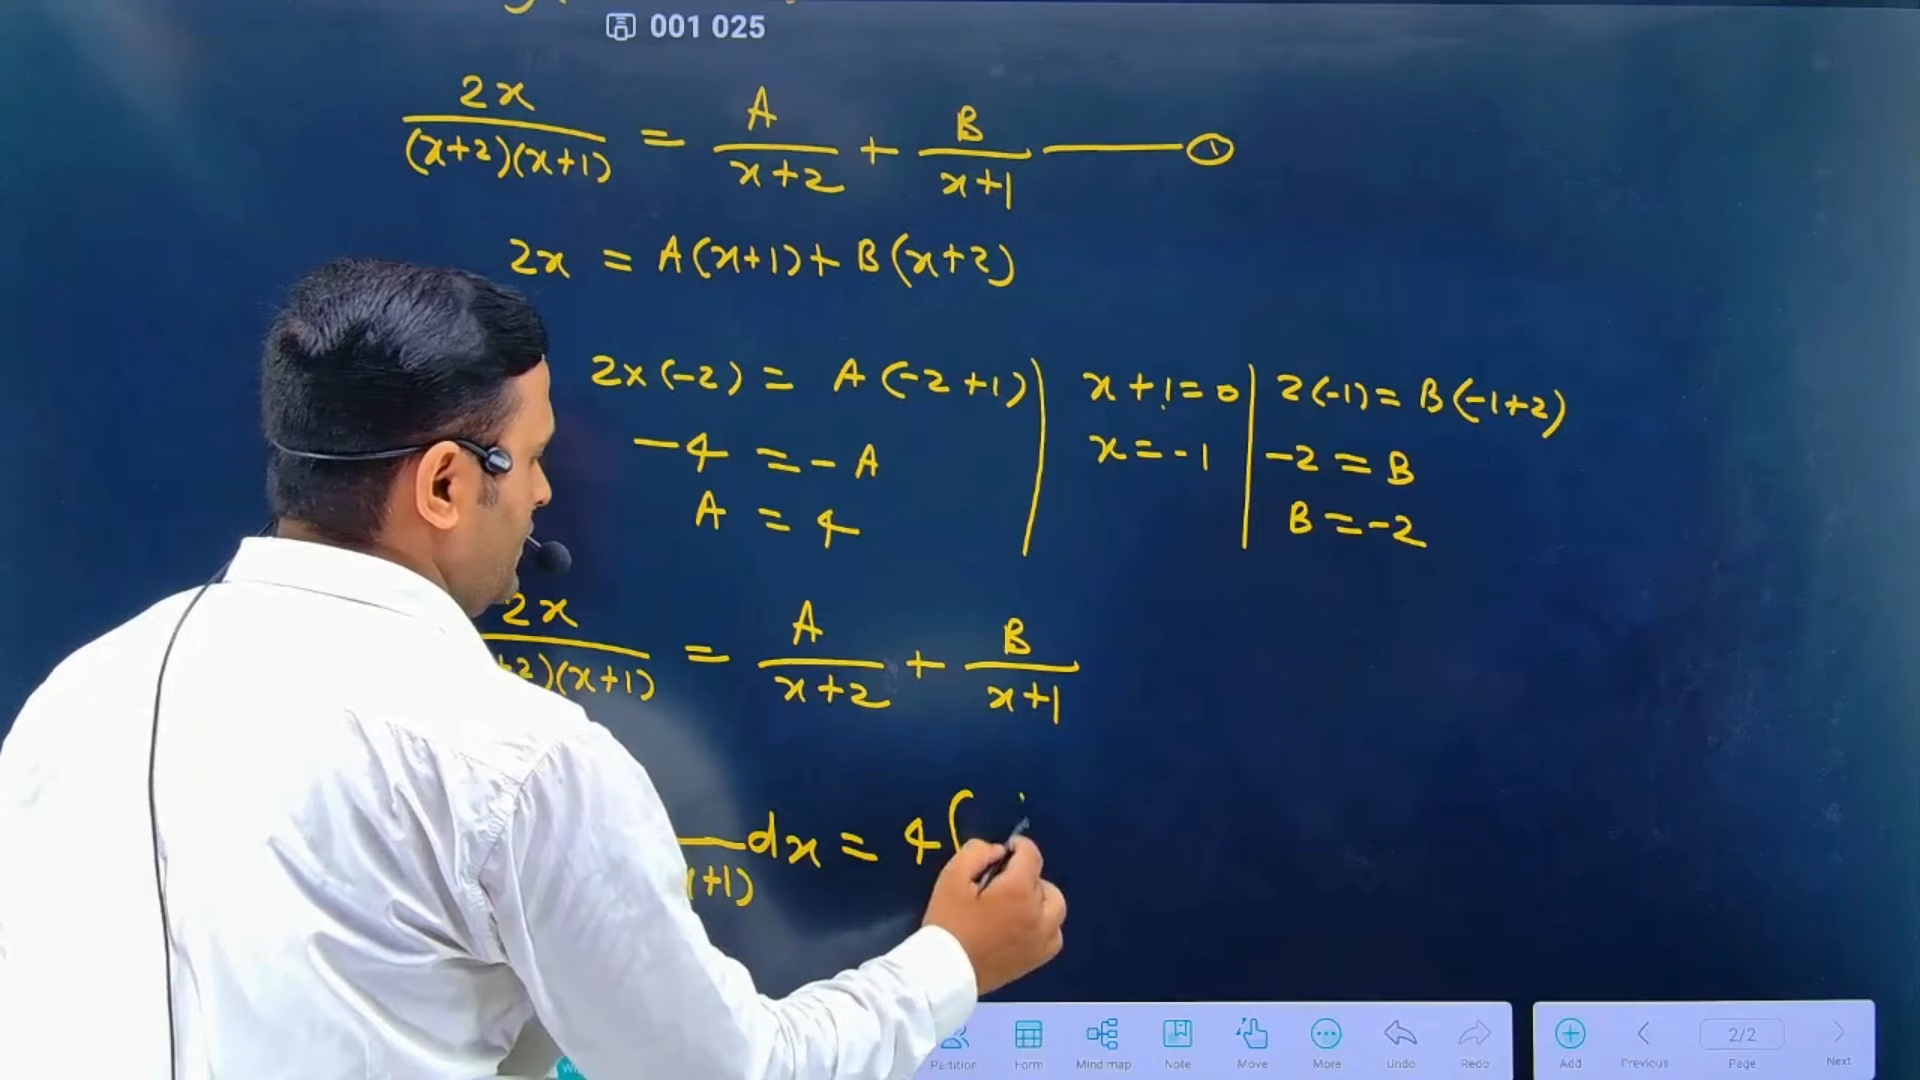 001 025
2x/(x+2)(x+1) = A/x+2 + B/x+1 —— ①
2x = A(x+1) + B(x+2)
2x(-2) = A(-2+1)
-4 = -A
A = 4
x+1=0
x=-1
2(-1) = B(-1+2)
-2 = B
B = -2
2x/+2)(x+1) = A/x+2 + B/x+1
+1) dx = 4 ∫
Partition Form Mind map Note Move More Undo Redo
Add Previous 2/2 Page Next